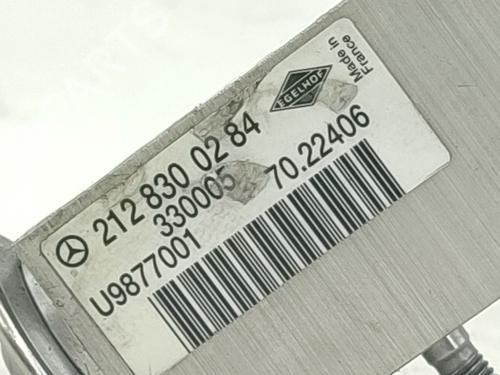 EGELHOF
Made in
France
212 830 02 84
330005 70.22406
U9877001